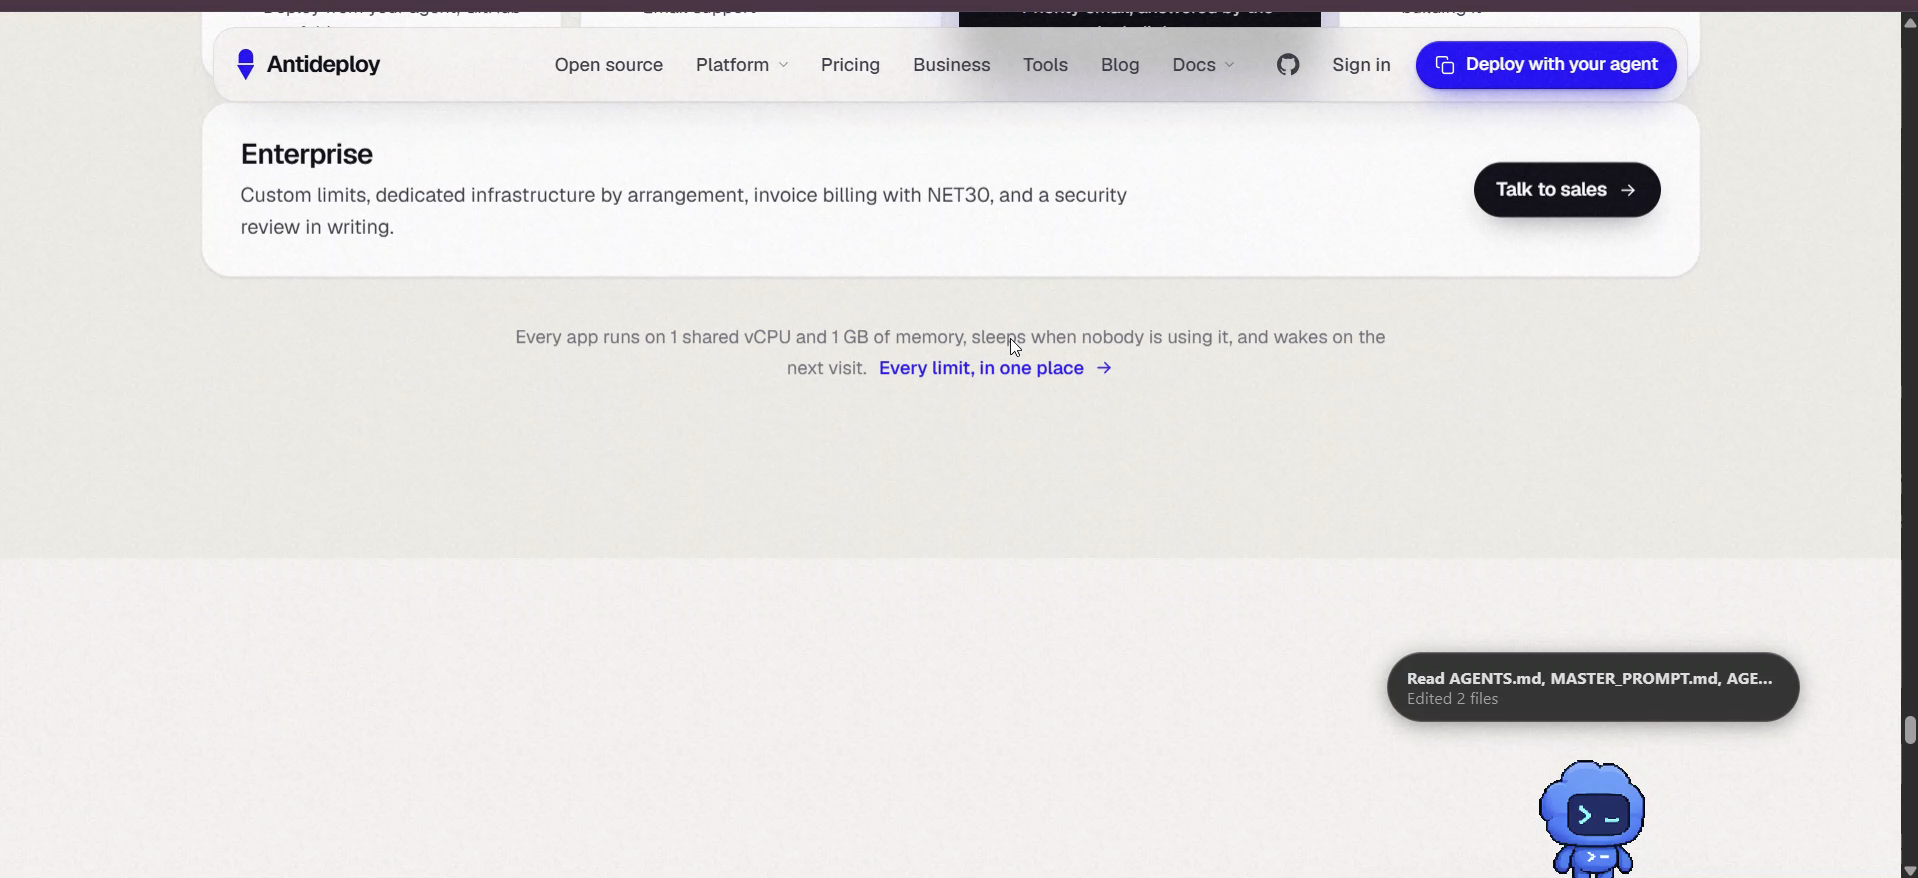 Antideploy
Open source
Platform
Pricing
Business
Tools
Blog
Docs
Sign in
Deploy with your agent
Enterprise
Custom limits, dedicated infrastructure by arrangement, invoice billing with NET30, and a security
review in writing.
Talk to sales
Every app runs on 1 shared vCPU and 1 GB of memory, sleeps when nobody is using it, and wakes on the
next visit. Every limit, in one place
Read AGENTS.md, MASTER_PROMPT.md, AGE...
Edited 2 files